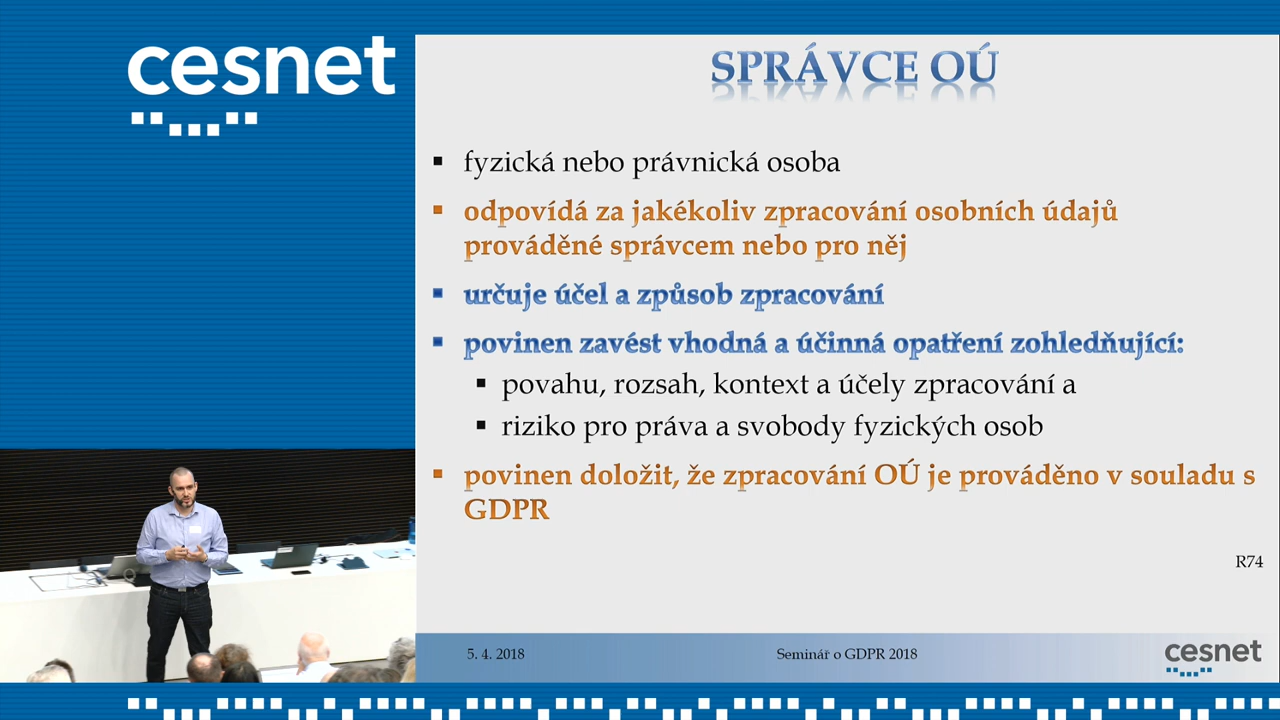 cesnet
SPRÁVCE OÚ
▪ fyzická nebo právnická osoba
▪ odpovídá za jakékoliv zpracování osobních údajů
prováděné správcem nebo pro něj
▪ určuje účel a způsob zpracování
▪ povinen zavést vhodná a účinná opatření zohledňující:
▪ povahu, rozsah, kontext a účely zpracování a
▪ riziko pro práva a svobody fyzických osob
▪ povinen doložit, že zpracování OÚ je prováděno v souladu s
GDPR
R74
5. 4. 2018
Seminář o GDPR 2018
cesnet